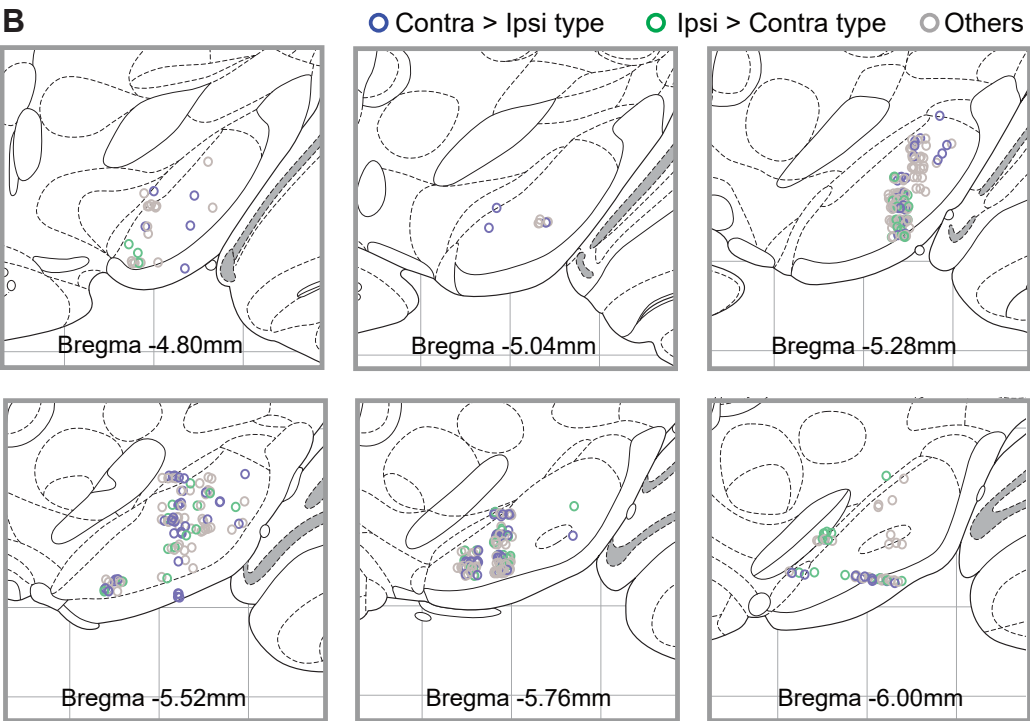 B
Contra > Ipsi type Ipsi > Contra type Others
Bregma -4.80mm
Bregma -5.04mm
Bregma -5.28mm
Bregma -5.52mm
Bregma -5.76mm
Bregma -6.00mm